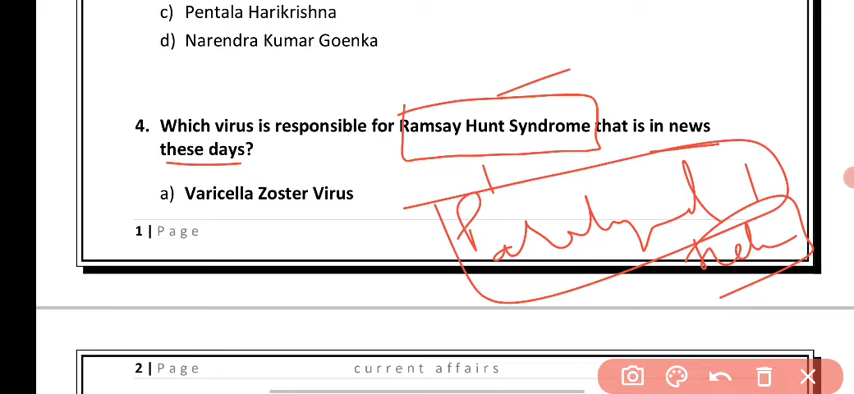 c) Pentala Harikrishna
d) Narendra Kumar Goenka
4. Which virus is responsible for Ramsay Hunt Syndrome that is in news
these days?
a) Varicella Zoster Virus
1 | Page
2 | Page current affairs